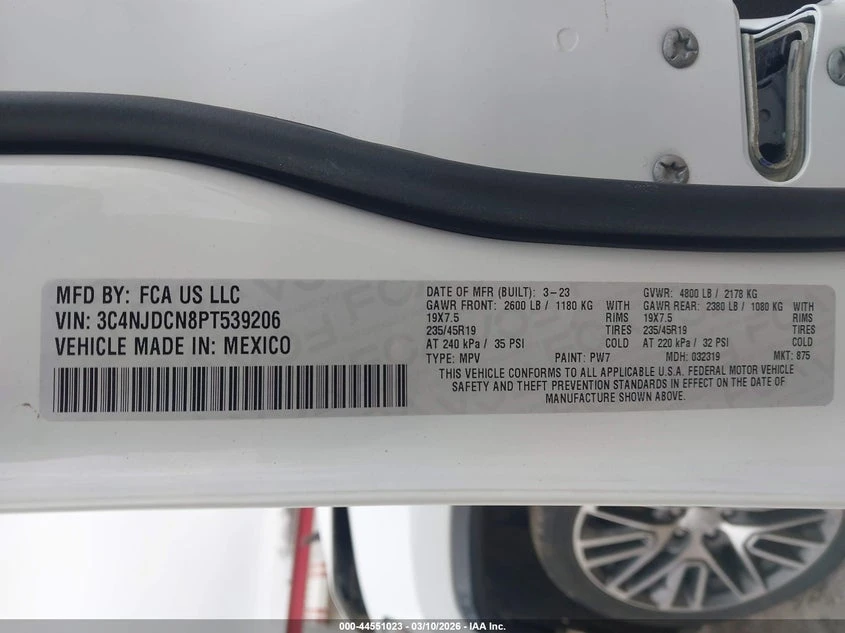 MFD BY: FCA US LLC
VIN: 3C4NJDCN8PT539206
VEHICLE MADE IN: MEXICO
DATE OF MFR (BUILT): 3-23 GVWR: 4800 LB / 2178 KG
GAWR FRONT: 2600 LB / 1180 KG WITH GAWR REAR: 2380 LB / 1080 KG WITH
19X7.5 RIMS 19X7.5 RIMS
235/45R19 TIRES 235/45R19 TIRES
AT 240 kPa / 35 PSI COLD AT 220 kPa / 32 PSI COLD
TYPE: MPV PAINT: PW7 MDH: 032319 MKT: 875
THIS VEHICLE CONFORMS TO ALL APPLICABLE U.S.A. FEDERAL MOTOR VEHICLE
SAFETY AND THEFT PREVENTION STANDARDS IN EFFECT ON THE DATE OF
MANUFACTURE SHOWN ABOVE.
000-44551023 - 03/10/2026 - IAA Inc.